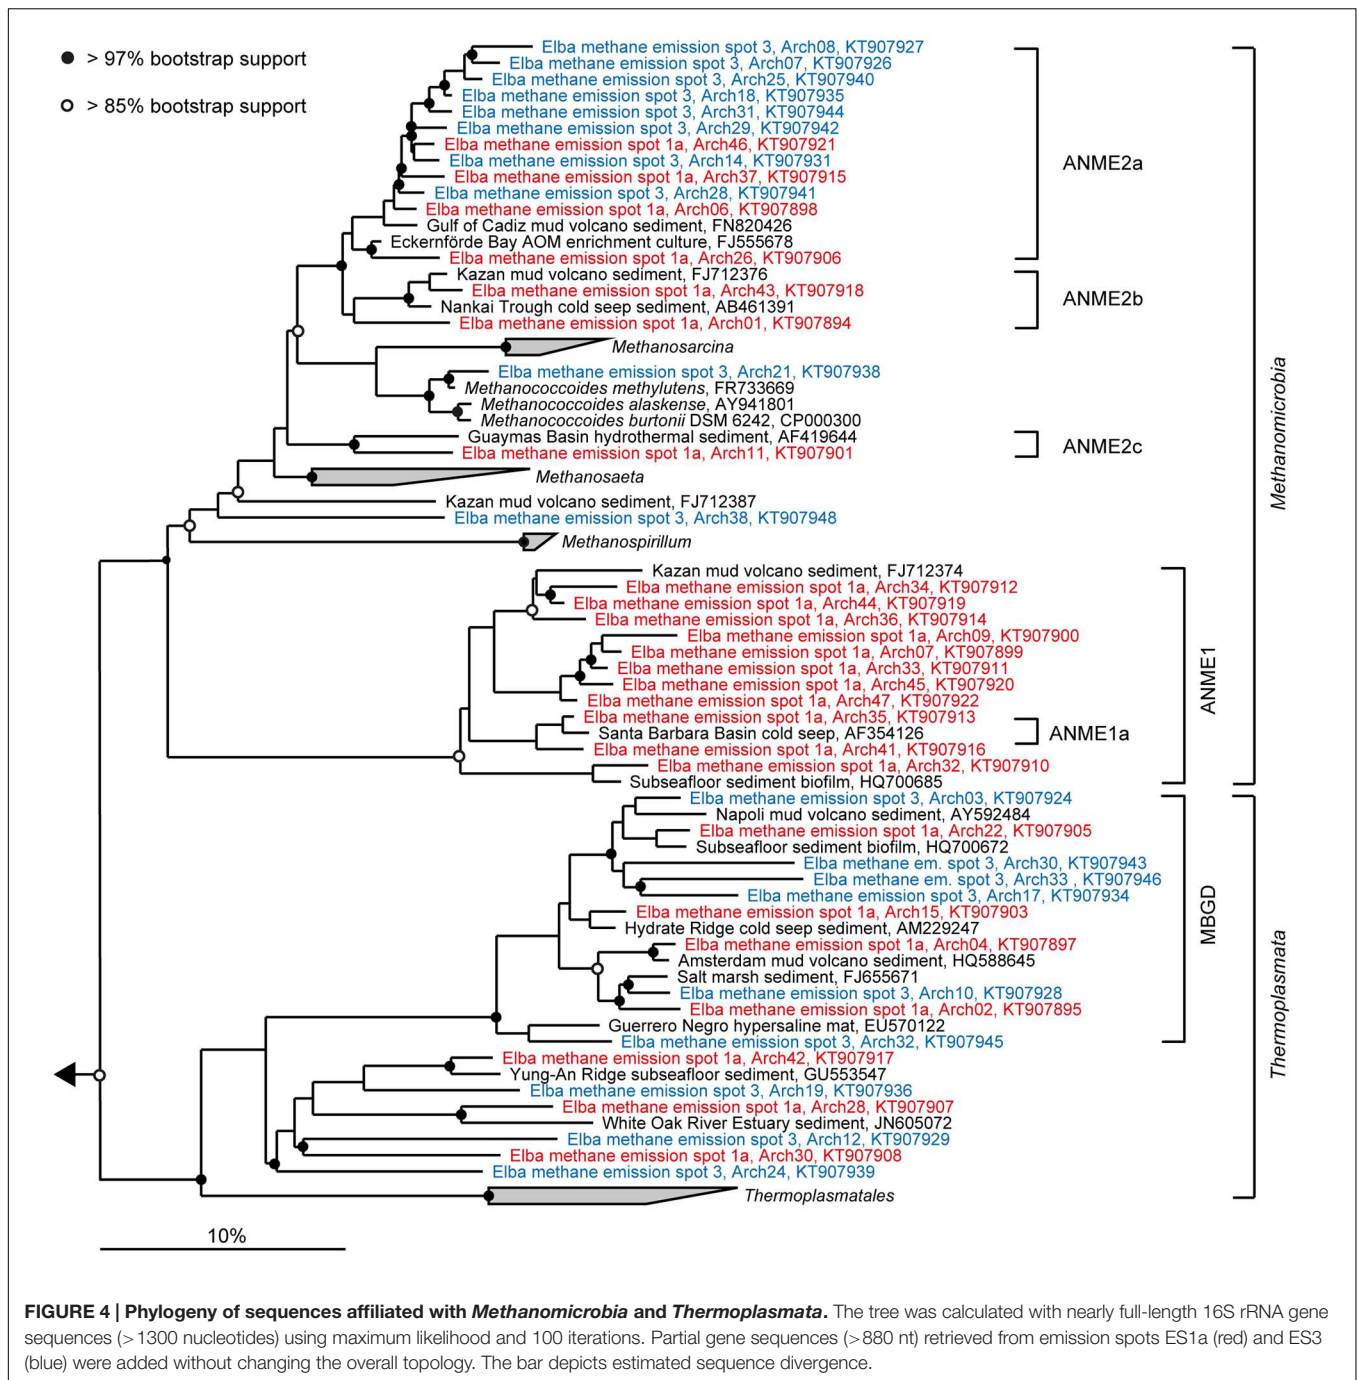 > 97% bootstrap support
> 85% bootstrap support
Elba methane emission spot 3, Arch08, KT907927
Elba methane emission spot 3, Arch07, KT907926
Elba methane emission spot 3, Arch25, KT907940
Elba methane emission spot 3, Arch18, KT907935
Elba methane emission spot 3, Arch31, KT907944
Elba methane emission spot 3, Arch29, KT907942
Elba methane emission spot 1a, Arch46, KT907921
Elba methane emission spot 3, Arch14, KT907931
Elba methane emission spot 1a, Arch37, KT907915
Elba methane emission spot 3, Arch28, KT907941
Elba methane emission spot 1a, Arch06, KT907898
Gulf of Cadiz mud volcano sediment, FN820426
Eckernförde Bay AOM enrichment culture, FJ555678
Elba methane emission spot 1a, Arch26, KT907906
ANME2a
Kazan mud volcano sediment, FJ712376
Elba methane emission spot 1a, Arch43, KT907918
Nankai Trough cold seep sediment, AB461391
Elba methane emission spot 1a, Arch01, KT907894
ANME2b
Methanosarcina
Elba methane emission spot 3, Arch21, KT907938
Methanococcoides methylutens, FR733669
Methanococcoides alaskense, AY941801
Methanococcoides burtonii DSM 6242, CP000300
Guaymas Basin hydrothermal sediment, AF419644
Elba methane emission spot 1a, Arch11, KT907901
ANME2c
Methanosaeta
Kazan mud volcano sediment, FJ712387
Elba methane emission spot 3, Arch38, KT907948
Methanospirillum
Methanomicrobia
Kazan mud volcano sediment, FJ712374
Elba methane emission spot 1a, Arch34, KT907912
Elba methane emission spot 1a, Arch44, KT907919
Elba methane emission spot 1a, Arch36, KT907914
Elba methane emission spot 1a, Arch09, KT907900
Elba methane emission spot 1a, Arch07, KT907899
Elba methane emission spot 1a, Arch33, KT907911
Elba methane emission spot 1a, Arch45, KT907920
Elba methane emission spot 1a, Arch47, KT907922
Elba methane emission spot 1a, Arch35, KT907913
Santa Barbara Basin cold seep, AF354126
ANME1a
Elba methane emission spot 1a, Arch41, KT907916
Elba methane emission spot 1a, Arch32, KT907910
Subseafloor sediment biofilm, HQ700685
ANME1
Elba methane emission spot 3, Arch03, KT907924
Napoli mud volcano sediment, AY592484
Elba methane emission spot 1a, Arch22, KT907905
Subseafloor sediment biofilm, HQ700672
Elba methane em. spot 3, Arch30, KT907943
Elba methane em. spot 3, Arch33 , KT907946
Elba methane emission spot 3, Arch17, KT907934
Elba methane emission spot 1a, Arch15, KT907903
Hydrate Ridge cold seep sediment, AM229247
Elba methane emission spot 1a, Arch04, KT907897
Amsterdam mud volcano sediment, HQ588645
Salt marsh sediment, FJ655671
Elba methane emission spot 3, Arch10, KT907928
Elba methane emission spot 1a, Arch02, KT907895
Guerrero Negro hypersaline mat, EU570122
Elba methane emission spot 3, Arch32, KT907945
MBGD
Elba methane emission spot 1a, Arch42, KT907917
Yung-An Ridge subseafloor sediment, GU553547
Elba methane emission spot 3, Arch19, KT907936
Elba methane emission spot 1a, Arch28, KT907907
White Oak River Estuary sediment, JN605072
Elba methane emission spot 3, Arch12, KT907929
Elba methane emission spot 1a, Arch30, KT907908
Elba methane emission spot 3, Arch24, KT907939
Thermoplasmatales
Thermoplasmata
10%
FIGURE 4 | Phylogeny of sequences affiliated with Methanomicrobia and Thermoplasmata. The tree was calculated with nearly full-length 16S rRNA gene
sequences (>1300 nucleotides) using maximum likelihood and 100 iterations. Partial gene sequences (>880 nt) retrieved from emission spots ES1a (red) and ES3
(blue) were added without changing the overall topology. The bar depicts estimated sequence divergence.